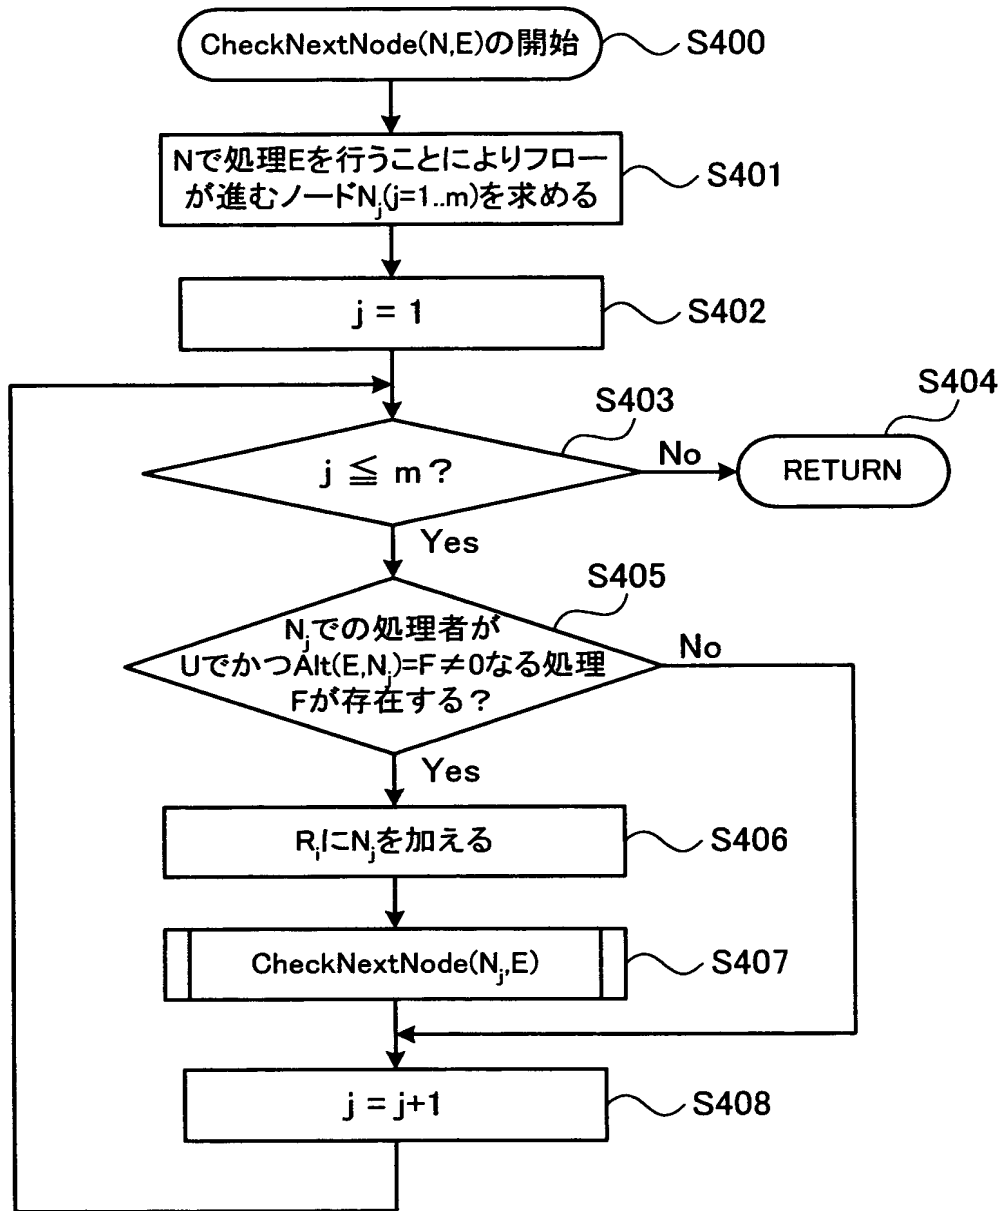 CheckNextNode(N,E)の開始
S400
Nで処理Eを行うことによりフロー
が進むノードNj(j=1..m)を求める
S401
j = 1
S402
j ≦ m ?
S403
No
RETURN
S404
Yes
Njでの処理者が
UでかつAlt(E,Nj)=F≠0なる処理
Fが存在する?
S405
No
Yes
RiにNjを加える
S406
CheckNextNode(Nj,E)
S407
j = j+1
S408